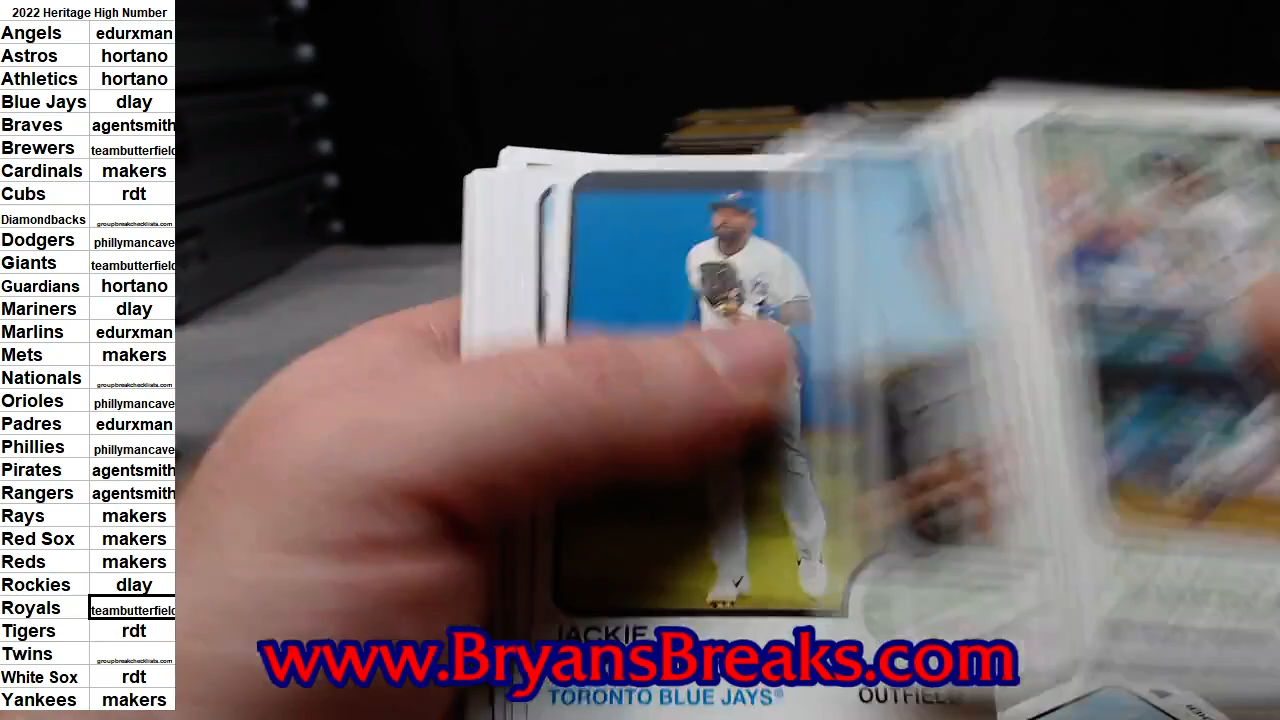 2022 Heritage High Number
Angels edurxman
Astros hortano
Athletics hortano
Blue Jays dlay
Braves agentsmith
Brewers teambutterfield
Cardinals makers
Cubs rdt
Diamondbacks groupbreakchecklists.com
Dodgers phillymancave
Giants teambutterfield
Guardians hortano
Mariners dlay
Marlins edurxman
Mets makers
Nationals groupbreakchecklists.com
Orioles phillymancave
Padres edurxman
Phillies phillymancave
Pirates agentsmith
Rangers agentsmith
Rays makers
Red Sox makers
Reds makers
Rockies dlay
Royals teambutterfield
Tigers rdt
Twins groupbreakchecklists.com
White Sox rdt
Yankees makers
JACKIE
www.BryansBreaks.com
TORONTO BLUE JAYS® OUTFIELD